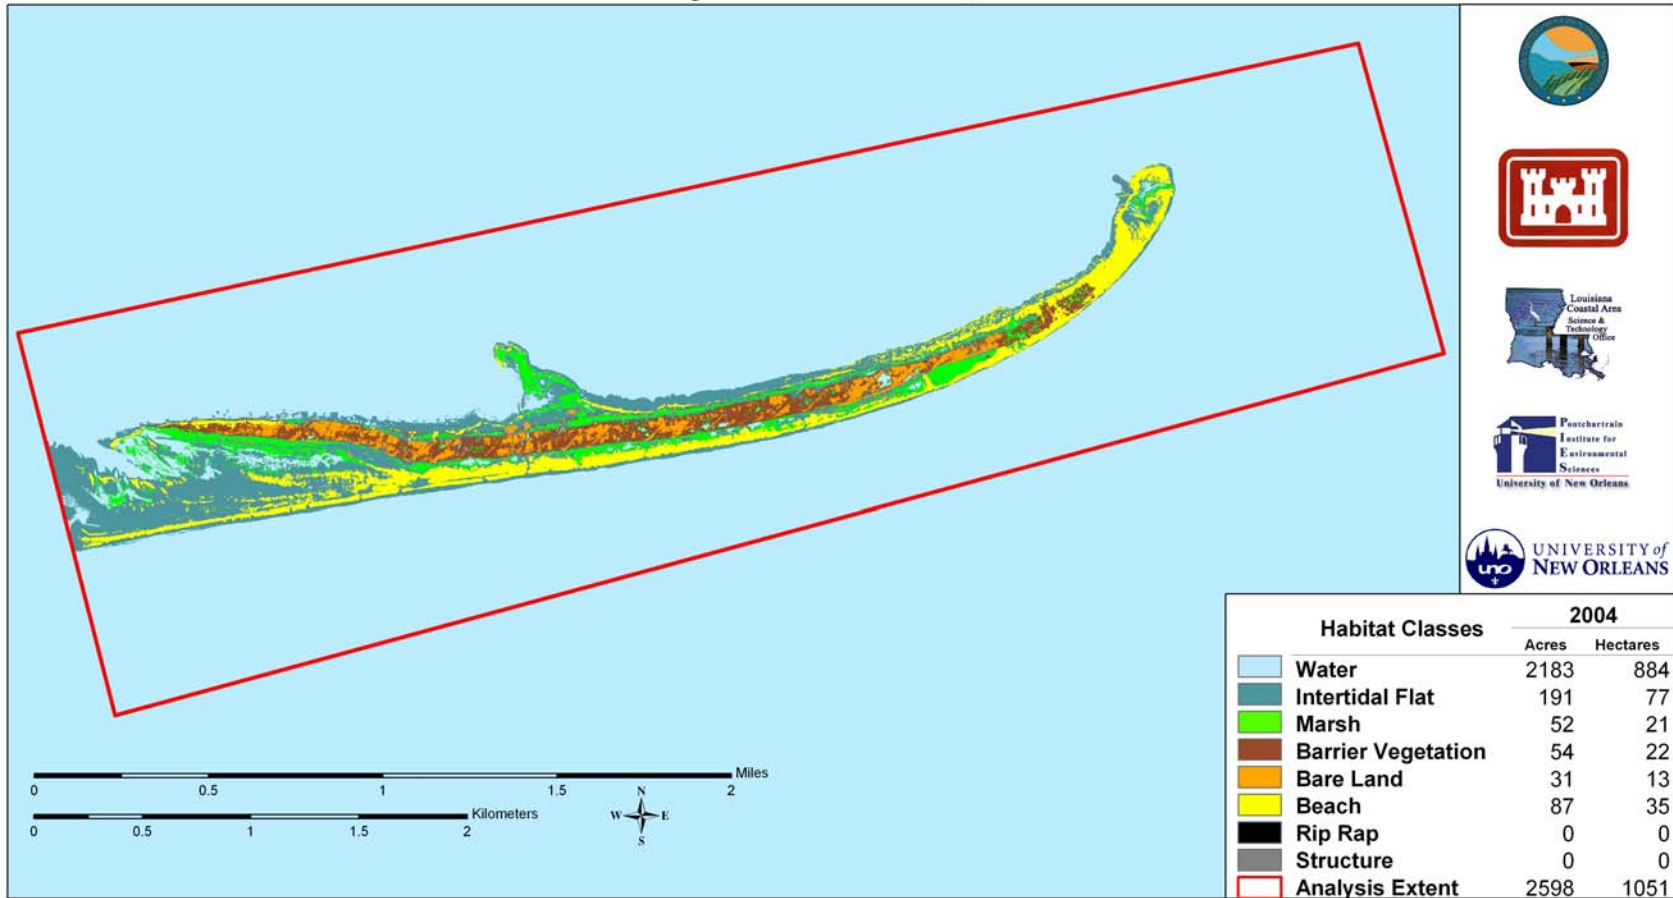 Louisiana
Coastal Area
Science &
Technology
Office
Pontchartrain
Institute for
Environmental
Sciences
University of New Orleans
uno
UNIVERSITY of
NEW ORLEANS
Habitat Classes 2004
Acres Hectares
Water 2183 884
Intertidal Flat 191 77
Marsh 52 21
Barrier Vegetation 54 22
Bare Land 31 13
Beach 87 35
Rip Rap 0 0
Structure 0 0
Analysis Extent 2598 1051
Miles
0 0.5 1 1.5 2
Kilometers
0 0.5 1 1.5 2
N
W E
S